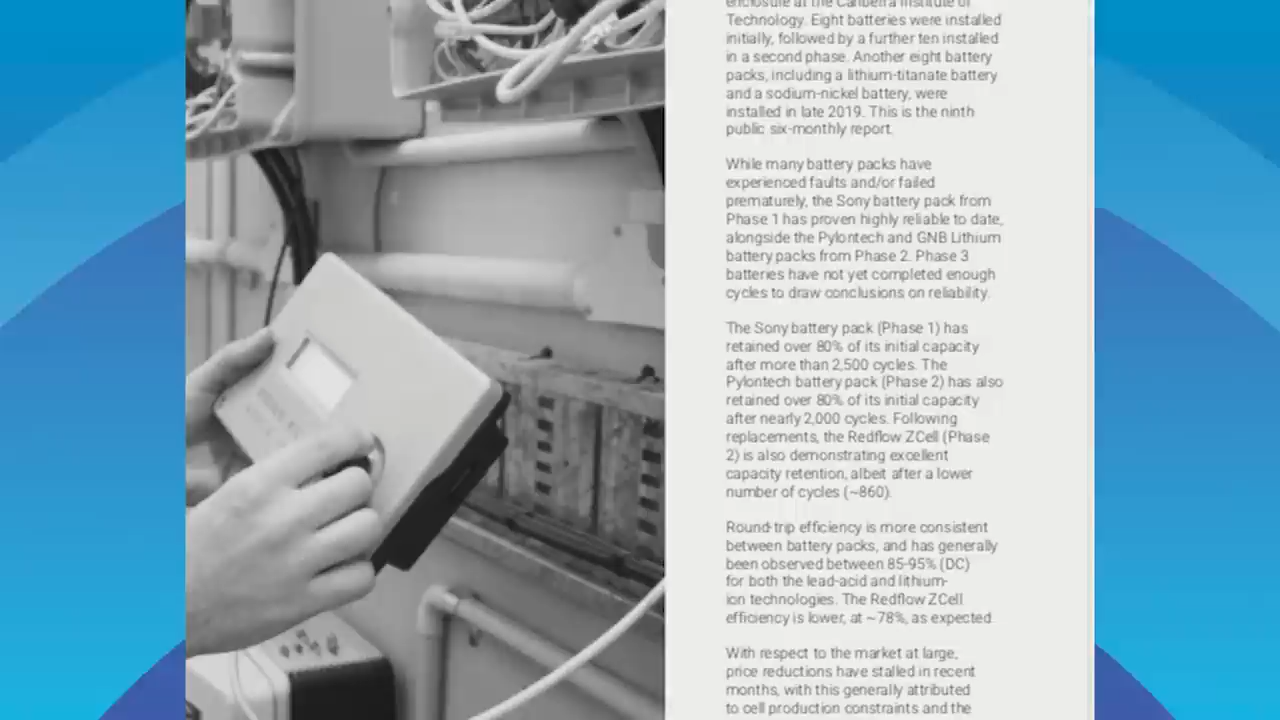 enclosure at the Canberra Institute of
Technology. Eight batteries were installed
initially, followed by a further ten installed
in a second phase. Another eight battery
packs, including a lithium-titanate battery
and a sodium-nickel battery, were
installed in late 2019. This is the ninth
public six-monthly report.
While many battery packs have
experienced faults and/or failed
prematurely, the Sony battery pack from
Phase 1 has proven highly reliable to date,
alongside the Pylontech and GNB Lithium
battery packs from Phase 2. Phase 3
batteries have not yet completed enough
cycles to draw conclusions on reliability.
The Sony battery pack (Phase 1) has
retained over 80% of its initial capacity
after more than 2,500 cycles. The
Pylontech battery pack (Phase 2) has also
retained over 80% of its initial capacity
after nearly 2,000 cycles. Following
replacements, the Redflow ZCell (Phase
2) is also demonstrating excellent
capacity retention, albeit after a lower
number of cycles (~860).
Round-trip efficiency is more consistent
between battery packs, and has generally
been observed between 85-95% (DC)
for both the lead-acid and lithium-
ion technologies. The Redflow ZCell
efficiency is lower, at ~78%, as expected.
With respect to the market at large,
price reductions have stalled in recent
months, with this generally attributed
to cell production constraints and the